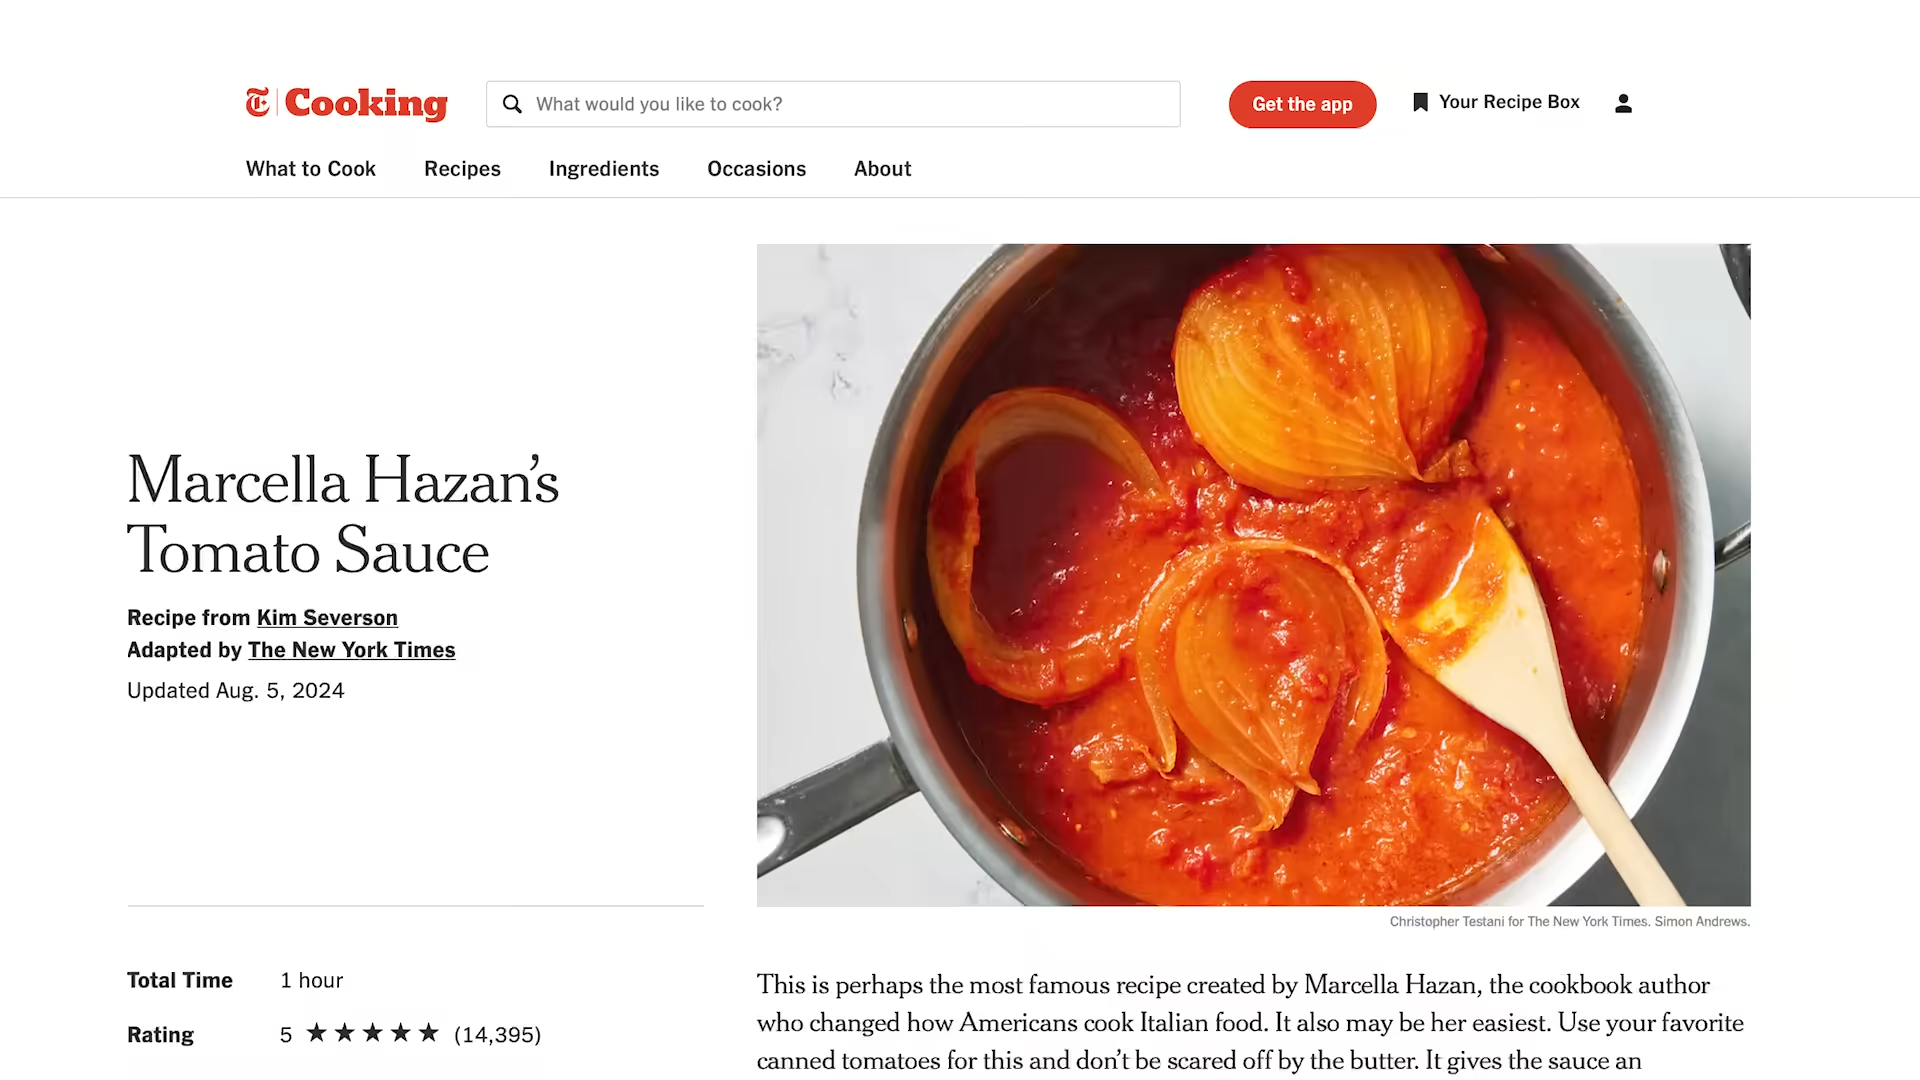 Cooking
What would you like to cook?
Get the app
Your Recipe Box
What to Cook
Recipes
Ingredients
Occasions
About
Marcella Hazan’s
Tomato Sauce
Recipe from Kim Severson
Adapted by The New York Times
Updated Aug. 5, 2024
Christopher Testani for The New York Times. Simon Andrews.
Total Time 1 hour
Rating 5 ★★★★★ (14,395)
This is perhaps the most famous recipe created by Marcella Hazan, the cookbook author
who changed how Americans cook Italian food. It also may be her easiest. Use your favorite
canned tomatoes for this and don’t be scared off by the butter. It gives the sauce an